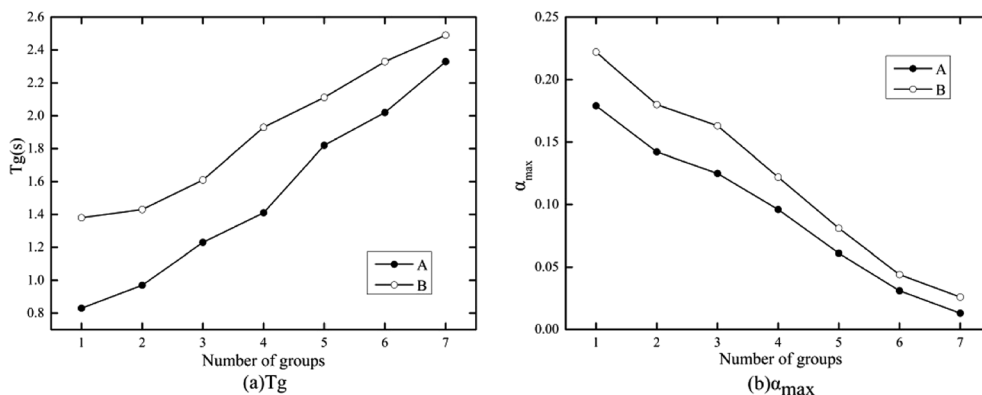 2.6
2.4
2.2
2.0
1.8
1.6
1.4
1.2
1.0
0.8
Tg(s)
A
B
1 2 3 4 5 6 7
Number of groups
(a)Tg
0.25
0.20
0.15
0.10
0.05
0.00
αmax
A
B
1 2 3 4 5 6 7
Number of groups
(b)αmax